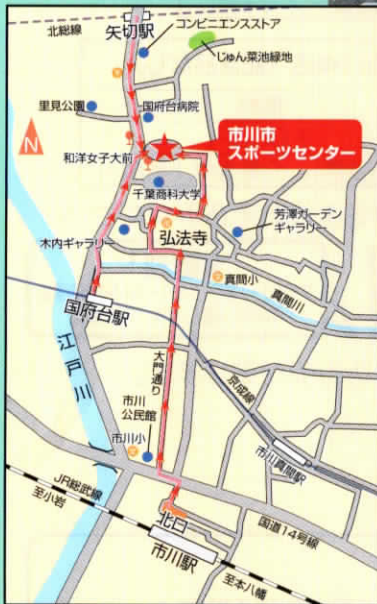 北総線
矢切駅
コンビニエンスストア
じゅん菜池緑地
里見公園
国府台病院
N
市川市
スポーツセンター
和洋女子大前
千葉商科大学
芳澤ガーデン
ギャラリー
木内ギャラリー
弘法寺
真間小
真間川
国府台駅
江戸川
大門通り
京成線
市川
公民館
市川小
市川真間駅
JR総武線
至小岩
北口
国道14号線
市川駅
至本八幡